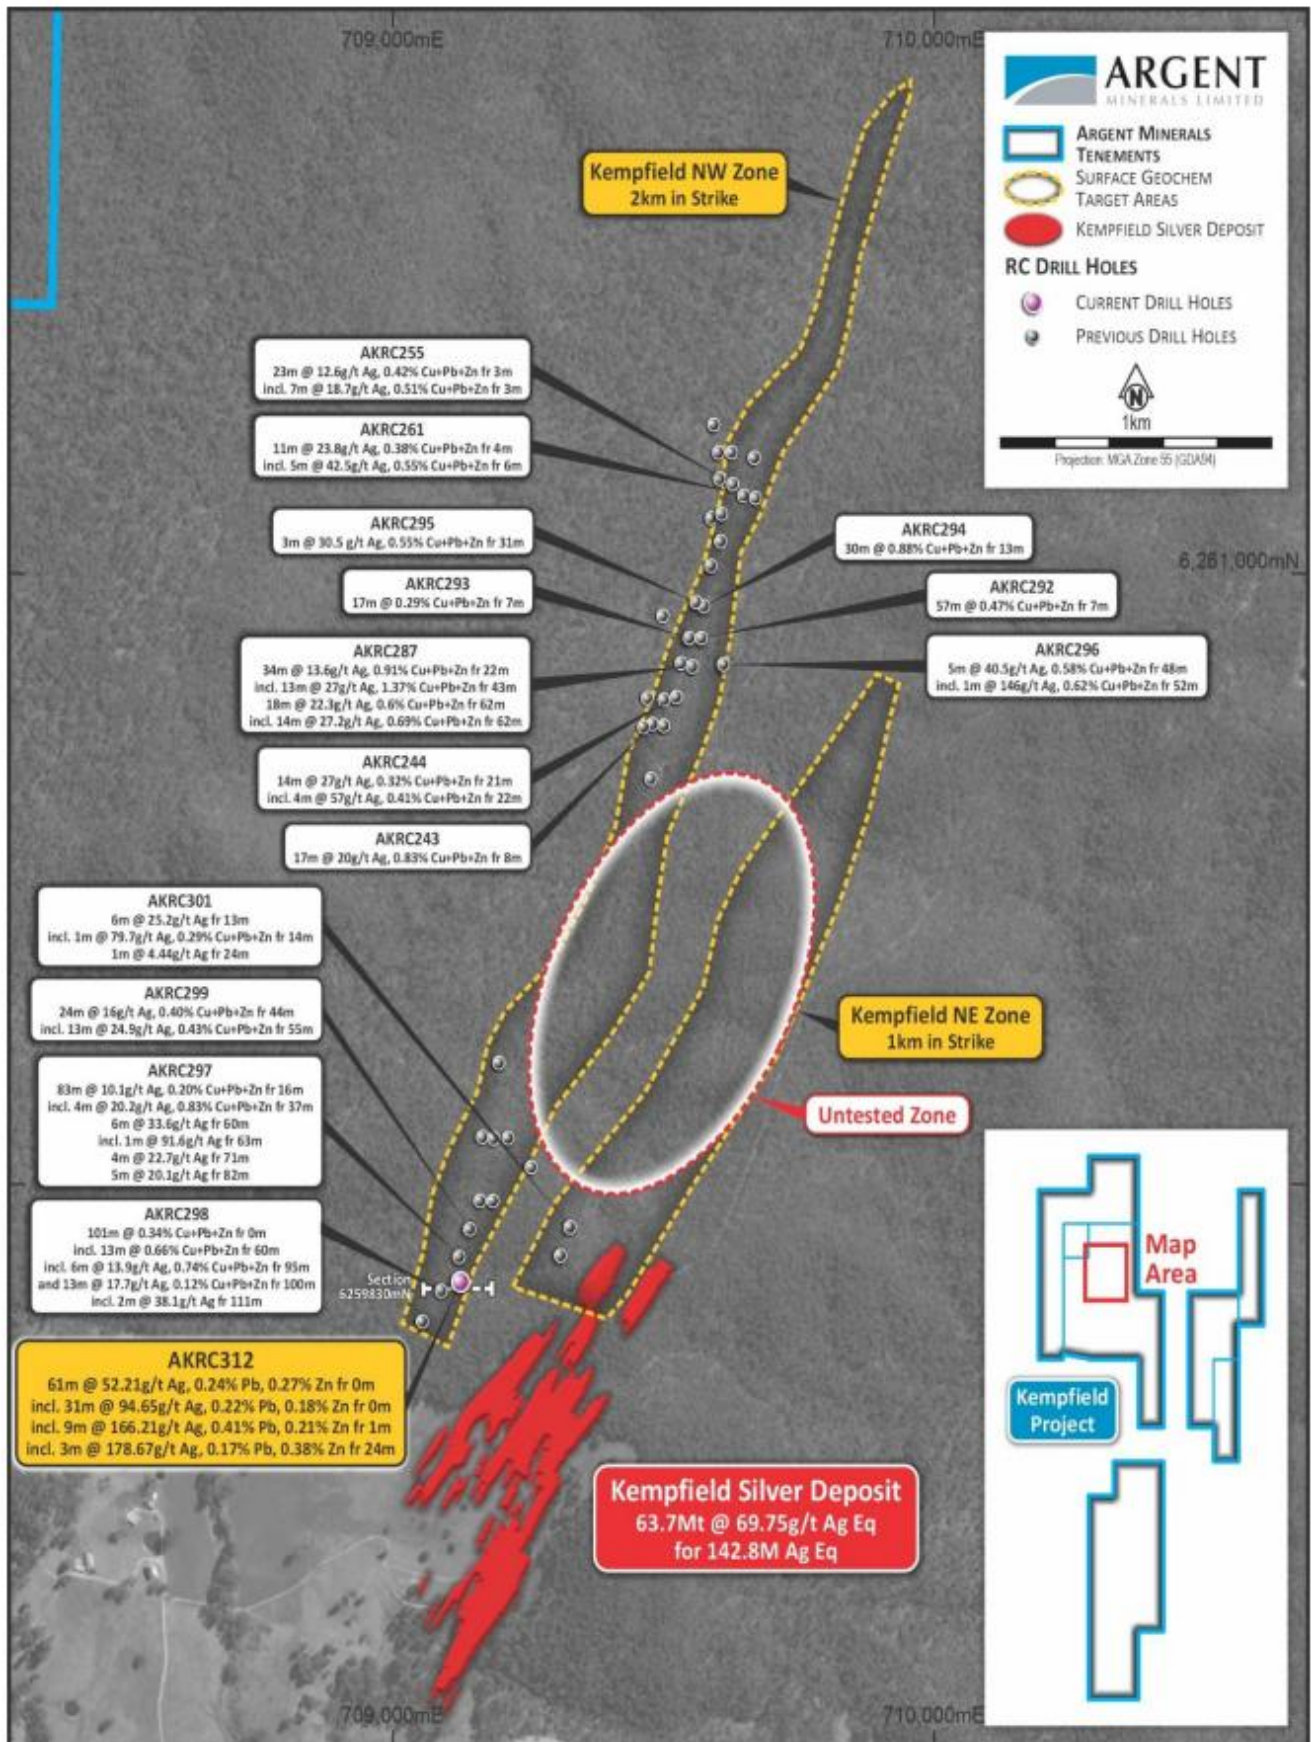 709,000mE
710,000mE
ARGENT
MINERALS LIMITED
ARGENT MINERALS
TENEMENTS
SURFACE GEOCHEM
TARGET AREAS
KEMPFIELD SILVER DEPOSIT
RC DRILL HOLES
CURRENT DRILL HOLES
PREVIOUS DRILL HOLES
N
1km
Projection: MGA Zone 55 (GDA94)
Kempfield NW Zone
2km in Strike
AKRC255
23m @ 12.6g/t Ag, 0.42% Cu+Pb+Zn fr 3m
incl. 7m @ 18.7g/t Ag, 0.51% Cu+Pb+Zn fr 3m
AKRC261
11m @ 23.8g/t Ag, 0.38% Cu+Pb+Zn fr 4m
incl. 5m @ 42.5g/t Ag, 0.55% Cu+Pb+Zn fr 6m
AKRC295
3m @ 30.5 g/t Ag, 0.55% Cu+Pb+Zn fr 31m
AKRC294
30m @ 0.88% Cu+Pb+Zn fr 13m
6,261,000mN
AKRC293
17m @ 0.29% Cu+Pb+Zn fr 7m
AKRC292
57m @ 0.47% Cu+Pb+Zn fr 7m
AKRC287
34m @ 13.6g/t Ag, 0.91% Cu+Pb+Zn fr 22m
incl. 13m @ 27g/t Ag, 1.37% Cu+Pb+Zn fr 43m
18m @ 22.3g/t Ag, 0.6% Cu+Pb+Zn fr 62m
incl. 14m @ 27.2g/t Ag, 0.69% Cu+Pb+Zn fr 62m
AKRC296
5m @ 40.5g/t Ag, 0.58% Cu+Pb+Zn fr 48m
incl. 1m @ 146g/t Ag, 0.62% Cu+Pb+Zn fr 52m
AKRC244
14m @ 27g/t Ag, 0.32% Cu+Pb+Zn fr 21m
incl. 4m @ 57g/t Ag, 0.41% Cu+Pb+Zn fr 22m
AKRC243
17m @ 20g/t Ag, 0.83% Cu+Pb+Zn fr 8m
AKRC301
6m @ 25.2g/t Ag fr 13m
incl. 1m @ 79.7g/t Ag, 0.29% Cu+Pb+Zn fr 14m
1m @ 4.44g/t Ag fr 24m
AKRC299
24m @ 16g/t Ag, 0.40% Cu+Pb+Zn fr 44m
incl. 13m @ 24.9g/t Ag, 0.43% Cu+Pb+Zn fr 55m
Kempfield NE Zone
1km in Strike
AKRC297
83m @ 10.1g/t Ag, 0.20% Cu+Pb+Zn fr 16m
incl. 4m @ 20.2g/t Ag, 0.83% Cu+Pb+Zn fr 37m
6m @ 33.6g/t Ag fr 60m
incl. 1m @ 91.6g/t Ag fr 63m
4m @ 22.7g/t Ag fr 71m
5m @ 20.1g/t Ag fr 82m
Untested Zone
AKRC298
101m @ 0.34% Cu+Pb+Zn fr 0m
incl. 13m @ 0.66% Cu+Pb+Zn fr 60m
incl. 6m @ 13.9g/t Ag, 0.74% Cu+Pb+Zn fr 95m
and 13m @ 17.7g/t Ag, 0.12% Cu+Pb+Zn fr 100m
incl. 2m @ 38.1g/t Ag fr 111m
Section
6259830mN
AKRC312
61m @ 52.21g/t Ag, 0.24% Pb, 0.27% Zn fr 0m
incl. 31m @ 94.65g/t Ag, 0.22% Pb, 0.18% Zn fr 0m
incl. 9m @ 166.21g/t Ag, 0.41% Pb, 0.21% Zn fr 1m
incl. 3m @ 178.67g/t Ag, 0.17% Pb, 0.38% Zn fr 24m
Kempfield Silver Deposit
63.7Mt @ 69.75g/t Ag Eq
for 142.8M Ag Eq
Map
Area
Kempfield
Project
709,000mE
710,000mE